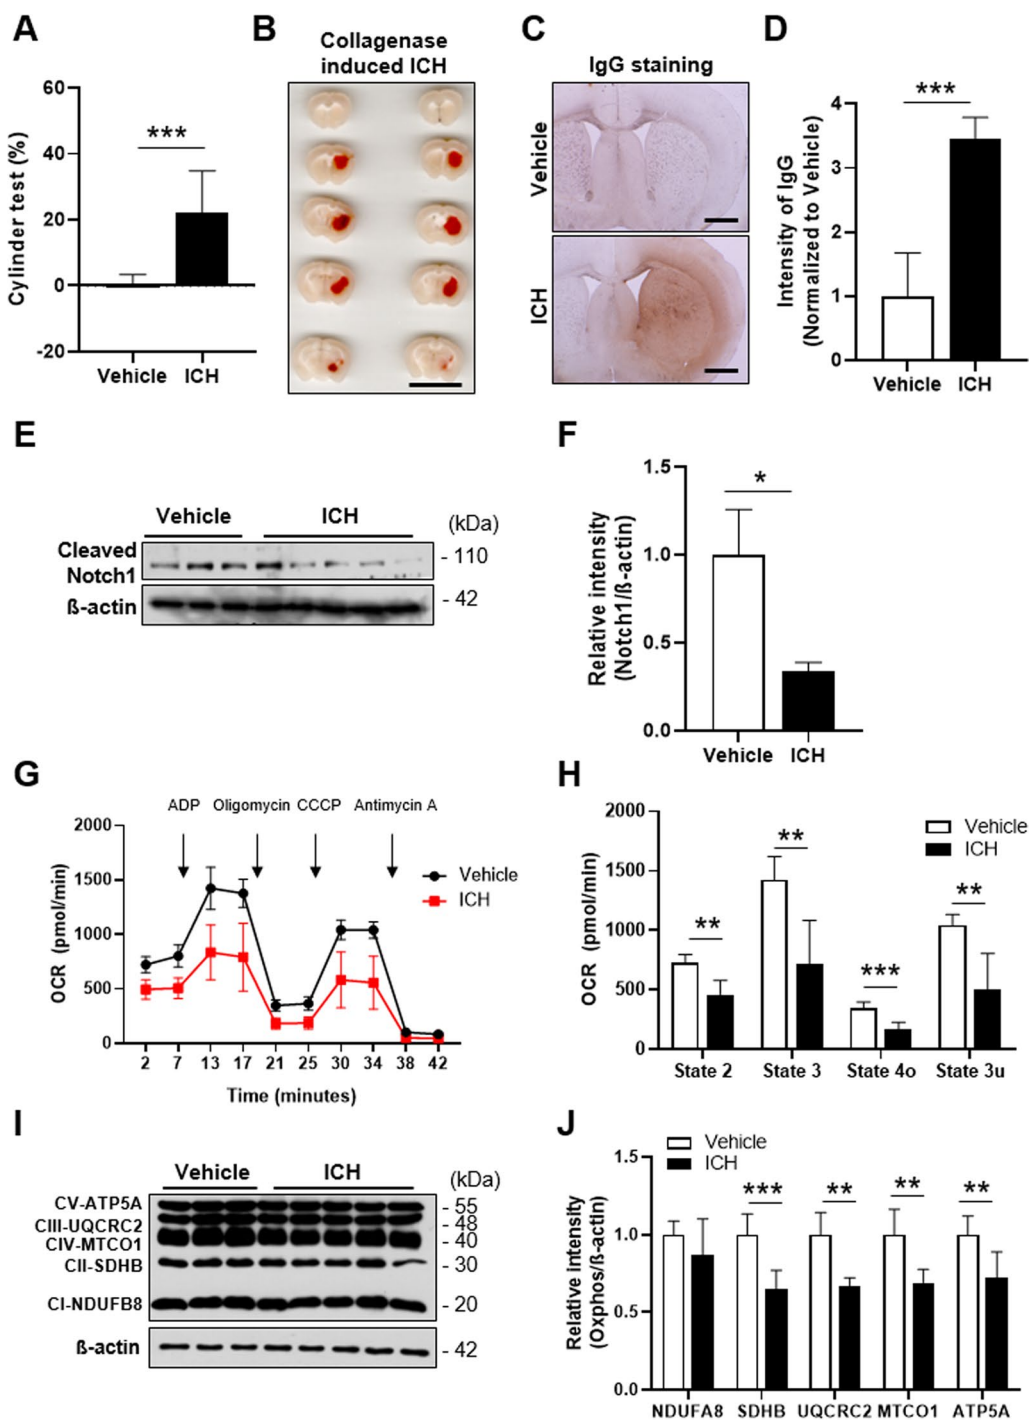 A
Cylinder test (%)
60
40
20
0
-20
***
Vehicle ICH
B
Collagenase
induced ICH
C
IgG staining
Vehicle
ICH
D
Intensity of IgG
(Normalized to Vehicle)
4
3
2
1
0
***
Vehicle ICH
E
Vehicle ICH
(kDa)
Cleaved
Notch1
- 110
ß-actin
- 42
F
Relative intensity
(Notch1/ß-actin)
1.5
1.0
0.5
0.0
*
Vehicle ICH
G
ADP Oligomycin CCCP Antimycin A
OCR (pmol/min)
2000
1500
1000
500
0
Vehicle
ICH
2 7 13 17 21 25 30 34 38 42
Time (minutes)
H
OCR (pmol/min)
2000
1500
1000
500
0
Vehicle
ICH
**
**
***
**
State 2 State 3 State 4o State 3u
I
Vehicle ICH
(kDa)
CV-ATP5A
- 55
CIII-UQCRC2
- 48
CIV-MTCO1
- 40
CII-SDHB
- 30
CI-NDUFB8
- 20
ß-actin
- 42
J
Vehicle
ICH
Relative intensity
(Oxphos/ß-actin)
1.5
1.0
0.5
0.0
***
**
**
**
NDUFA8 SDHB UQCRC2 MTCO1 ATP5A